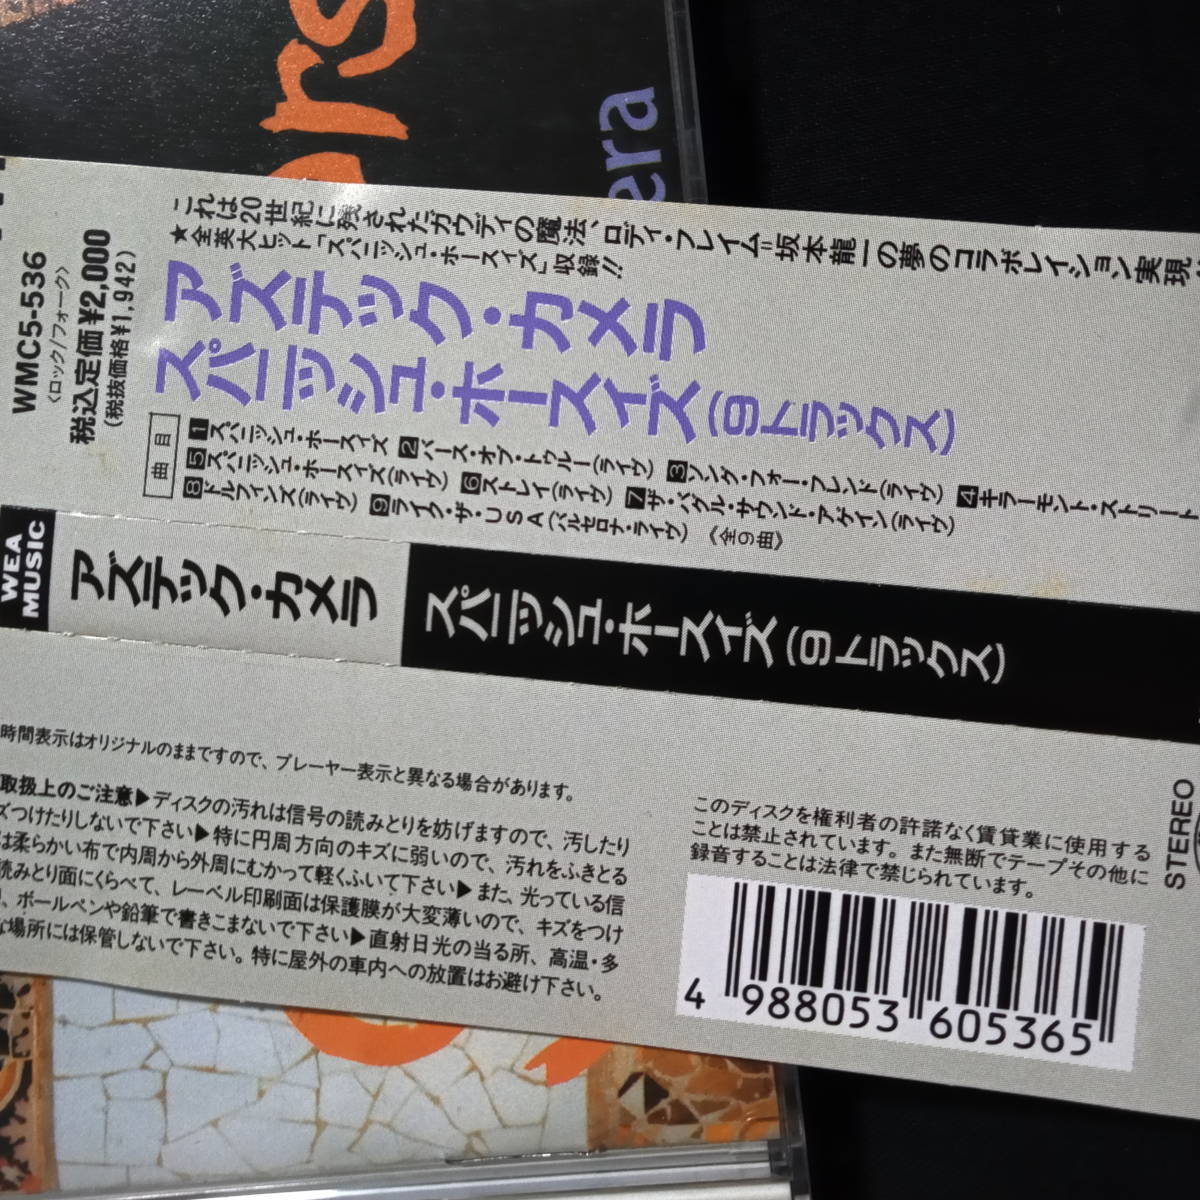 ors
era
WMC5-536
〈ロック/フォーク〉
税込定価¥2,000
(税抜価格¥1,942)
これは20世紀に残されたガウディの魔法、ロディ・フレイム=坂本龍一の夢のコラボレイション実現
★全英大ヒット「スパニッシュ・ホースイズ」収録!!
アズテック・カメラ
スパニッシュ・ホースイズ(9トラックス)
曲目
1 スパニッシュ・ホースイズ 2 バース・オブ・トゥルー(ライヴ) 3 ソング・フォー・フレンド(ライヴ) 4 キラーモント・ストリート
5 スパニッシュ・ホースイズ(ライヴ) 6 ストレイ(ライヴ) 7 ザ・バグル・サウンド・アゲイン(ライヴ)
8 ドルフィンズ(ライヴ) 9 ライク・ザ・USA(バルセロナ・ライヴ) 《全9曲》
WEA
MUSIC
アズテック・カメラ
スパニッシュ・ホースイズ(9トラックス)
時間表示はオリジナルのままですので、プレーヤー表示と異なる場合があります。
取扱上のご注意▶ディスクの汚れは信号の読みとりを妨げますので、汚したり
ズつけたりしないで下さい▶特に円周方向のキズに弱いので、汚れをふきとる
は柔らかい布で内周から外周にむかって軽くふいて下さい▶また、光っている信
読みとり面にくらべて、レーベル印刷面は保護膜が大変薄いので、キズをつけ
、ボールペンや鉛筆で書きこまないで下さい▶直射日光の当る所、高温・多
な場所には保管しないで下さい。特に屋外の車内への放置はお避け下さい。
このディスクを権利者の許諾なく賃貸業に使用する
ことは禁止されています。また無断でテープその他に
録音することは法律で禁じられています。
STEREO
4 988053 605365